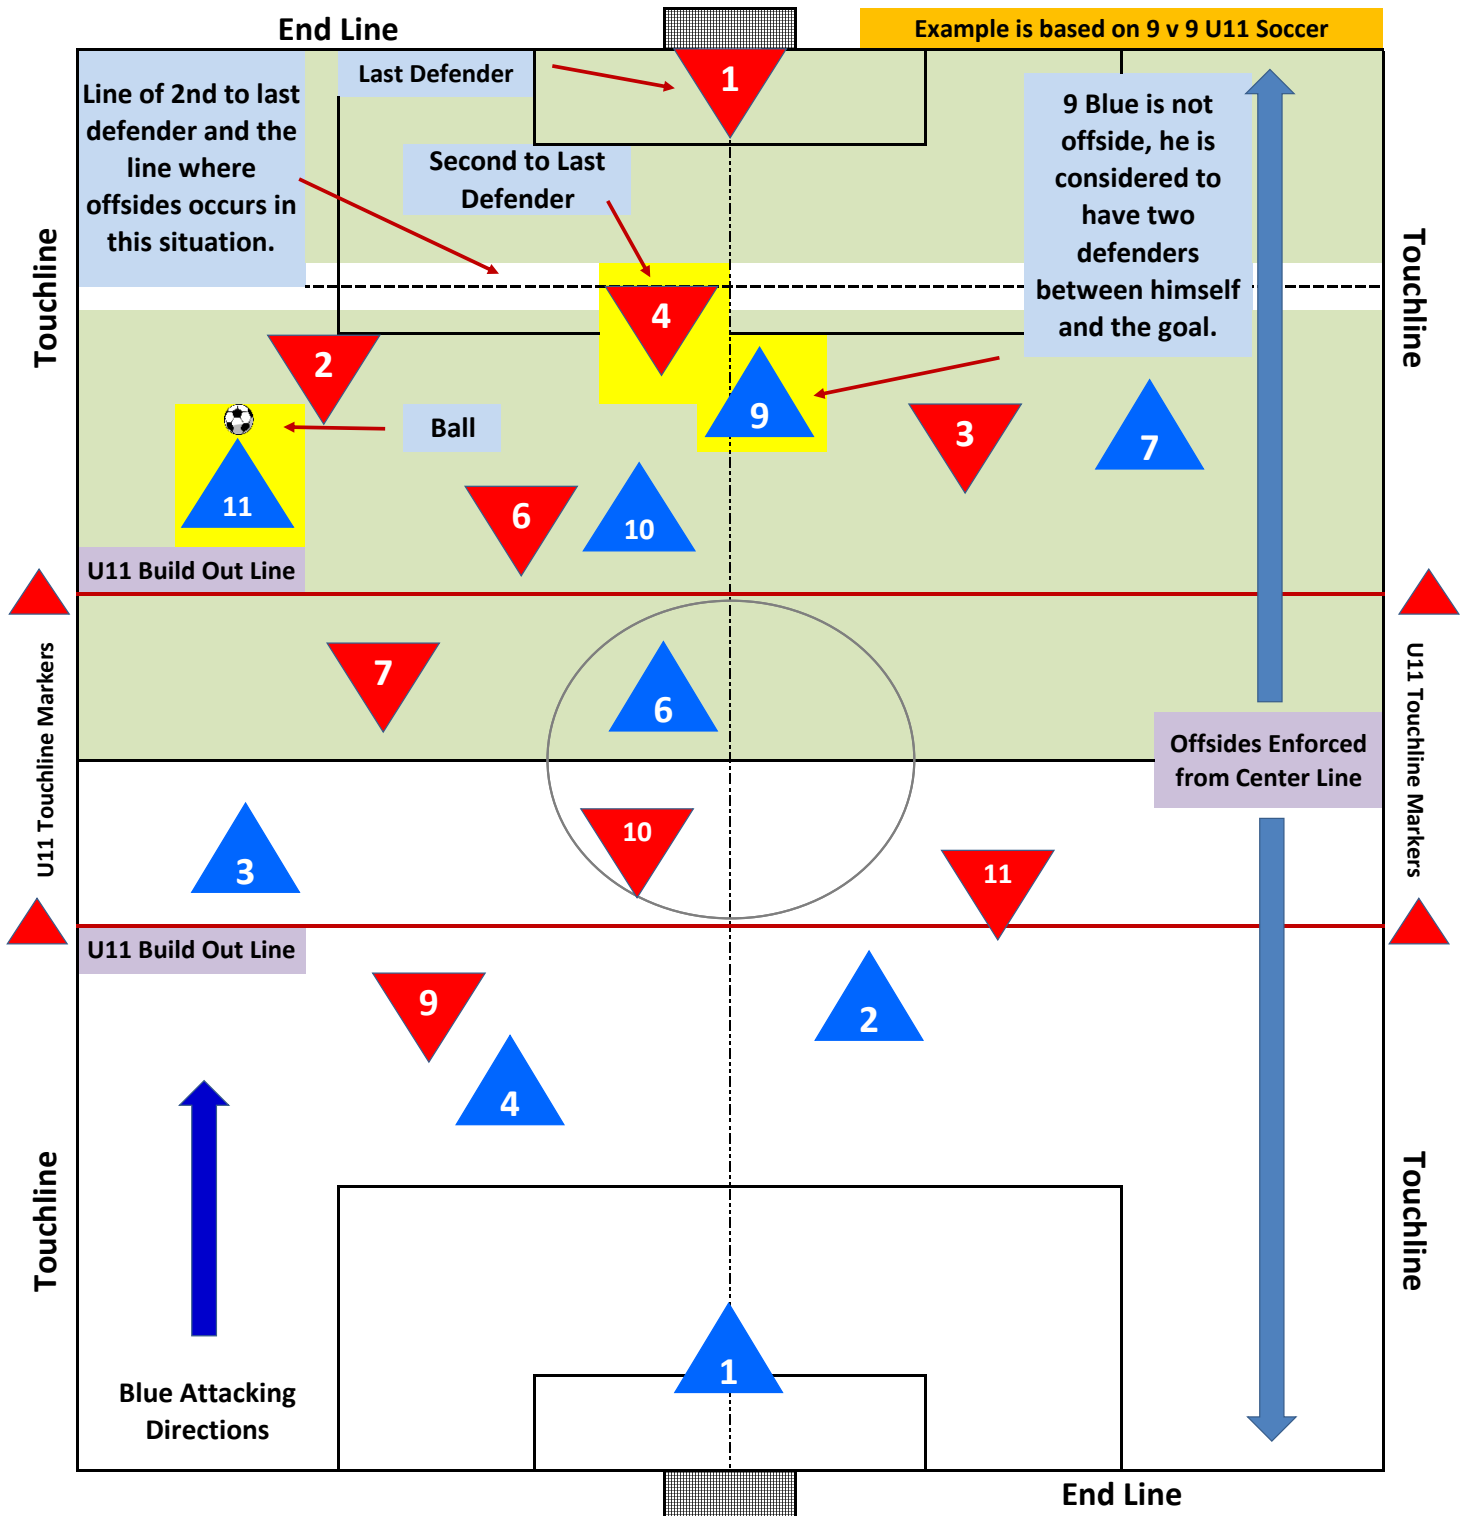 End Line
Example is based on 9 v 9 U11 Soccer
Line of 2nd to last
defender and the
line where
offsides occurs in
this situation.
Last Defender
1
Second to Last
Defender
9 Blue is not
offside, he is
considered to
have two
defenders
between himself
and the goal.
Touchline
Touchline
4
2
9
3
7
Ball
11
6
10
U11 Build Out Line
U11 Touchline Markers
U11 Touchline Markers
7
6
Offsides Enforced
from Center Line
3
10
11
U11 Build Out Line
9
2
4
Touchline
Touchline
1
Blue Attacking
Directions
End Line